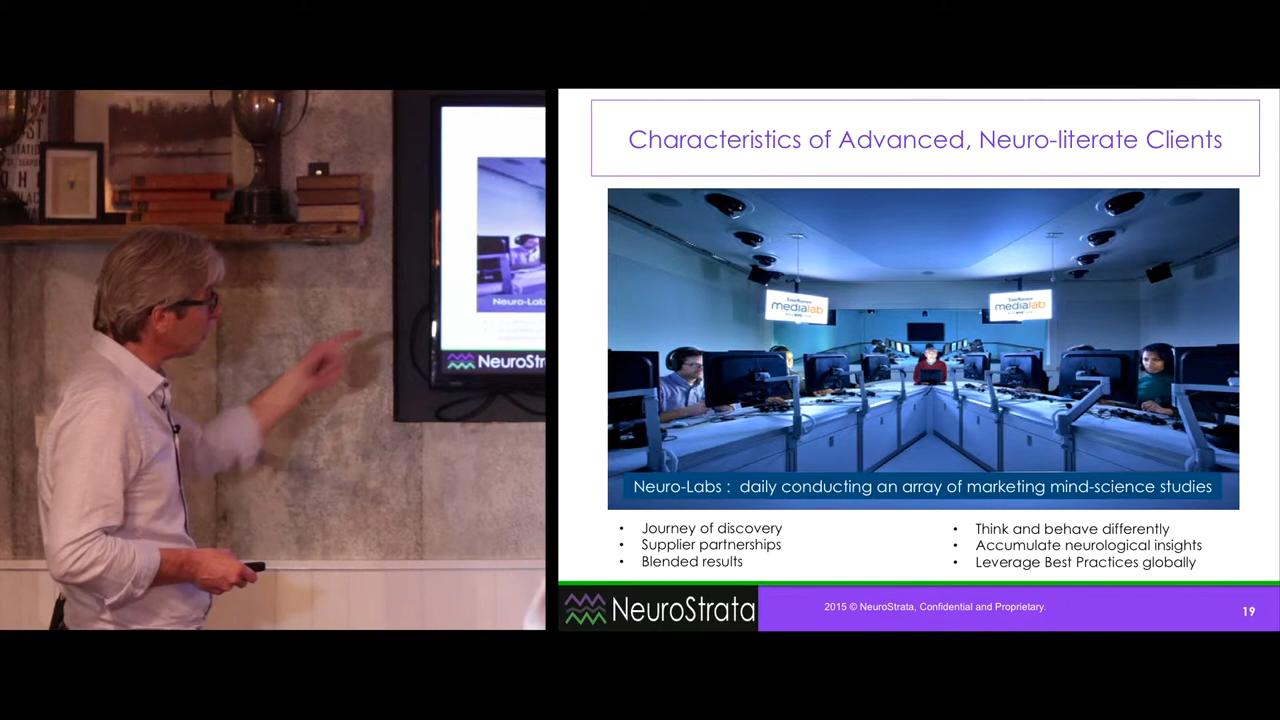 Characteristics of Advanced, Neuro-literate Clients
medialab
medialab
Neuro-Labs : daily conducting an array of marketing mind-science studies
• Journey of discovery
• Supplier partnerships
• Blended results
• Think and behave differently
• Accumulate neurological insights
• Leverage Best Practices globally
NeuroStrata
2015 © NeuroStrata, Confidential and Proprietary.
19
Neuro-Labs
NeuroStr